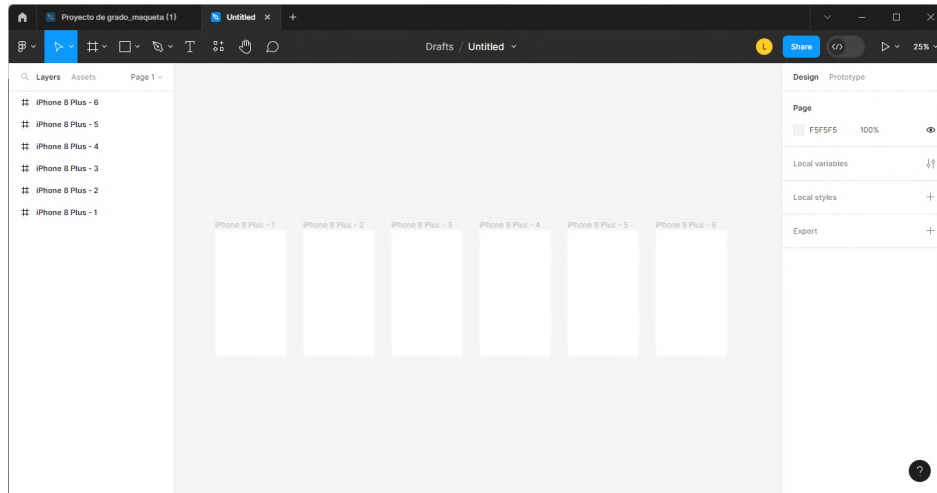 Proyecto de grado_maqueta (1)
Untitled
Drafts / Untitled
L
Share
25%
Layers Assets Page 1
iPhone 8 Plus - 6
iPhone 8 Plus - 5
iPhone 8 Plus - 4
iPhone 8 Plus - 3
iPhone 8 Plus - 2
iPhone 8 Plus - 1
iPhone 8 Plus - 1 iPhone 8 Plus - 2 iPhone 8 Plus - 3 iPhone 8 Plus - 4 iPhone 8 Plus - 5 iPhone 8 Plus - 6
Design Prototype
Page
F5F5F5 100%
Local variables
Local styles
Export
?